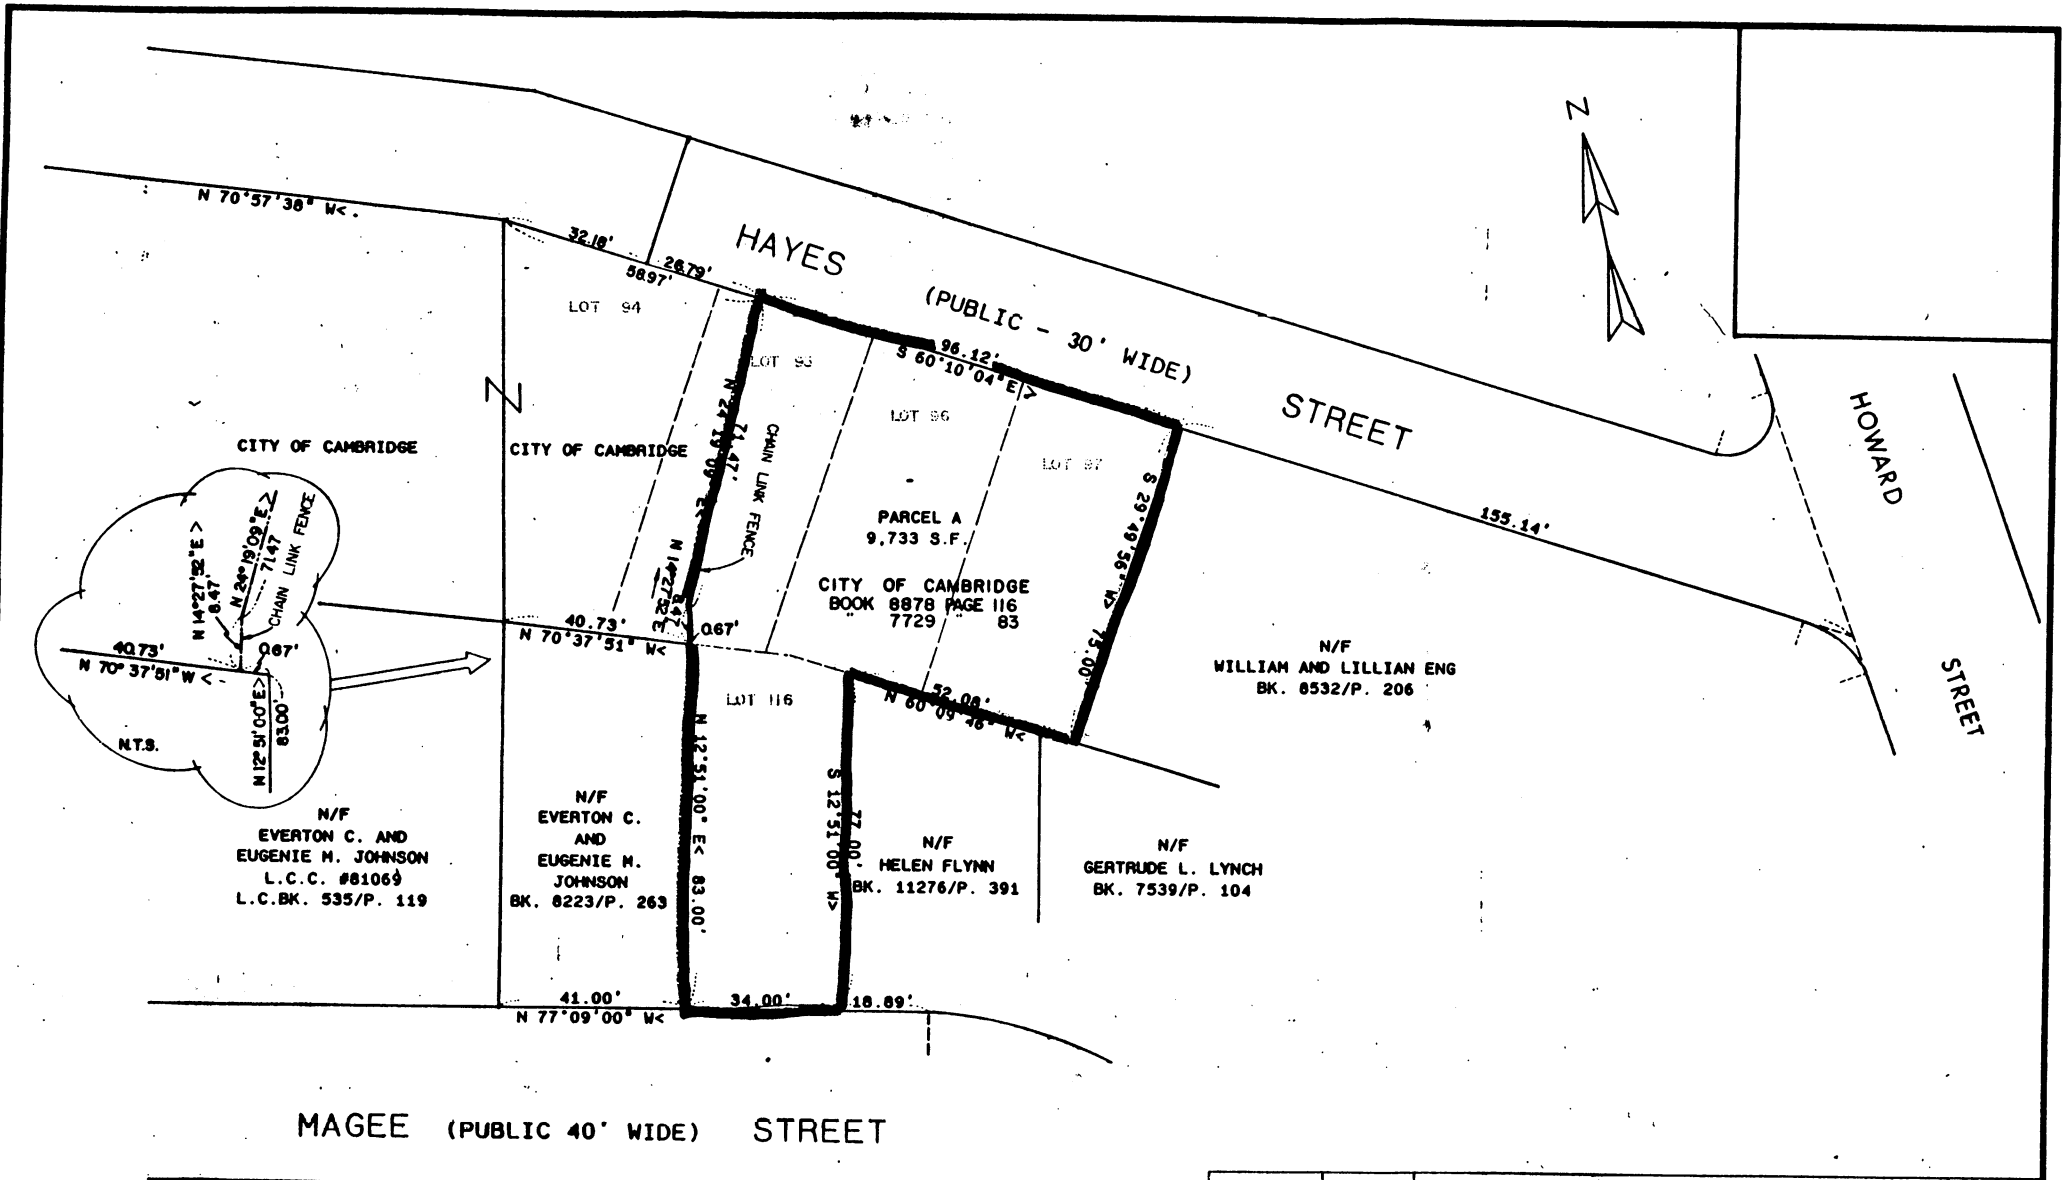 N
N 70°57'38" W<
32.18'
26.79'
58.97'
HAYES
(PUBLIC - 30' WIDE)
STREET
96.12'
S 60°10'04" E >
LOT 94
LOT 96
LOT 97
HOWARD
STREET
Z
CITY OF CAMBRIDGE
CITY OF CAMBRIDGE
N 24°19'09" E<
71.47'
CHAIN LINK FENCE
N 14°27'52" E
8.47'
PARCEL A
9,733 S.F.
CITY OF CAMBRIDGE
BOOK 8878 PAGE 116
" 7729 " 83
S 29°49'56" W> 75.00'
155.14'
N 14°27'52"E >
8.47'
N 24°19'09"E >
71.47
CHAIN LINK FENCE
40.73'
N 70°37'51"W <
0.67'
N 12°51'00"E>
83.00'
N.T.S.
40.73'
N 70°37'51" W<
0.67'
N/F
WILLIAM AND LILLIAN ENG
BK. 8532/P. 206
LOT 116
52.08'
N 60°09'46" W<
N 12°51'00" E< 83.00'
S 12°51'00" W>
77.00'
N/F
EVERTON C. AND
EUGENIE M. JOHNSON
L.C.C. #81069
L.C.BK. 535/P. 119
N/F
EVERTON C.
AND
EUGENIE M.
JOHNSON
BK. 8223/P. 263
N/F
HELEN FLYNN
BK. 11276/P. 391
N/F
GERTRUDE L. LYNCH
BK. 7539/P. 104
41.00'
N 77°09'00" W<
34.00'
18.89'
MAGEE (PUBLIC 40' WIDE) STREET